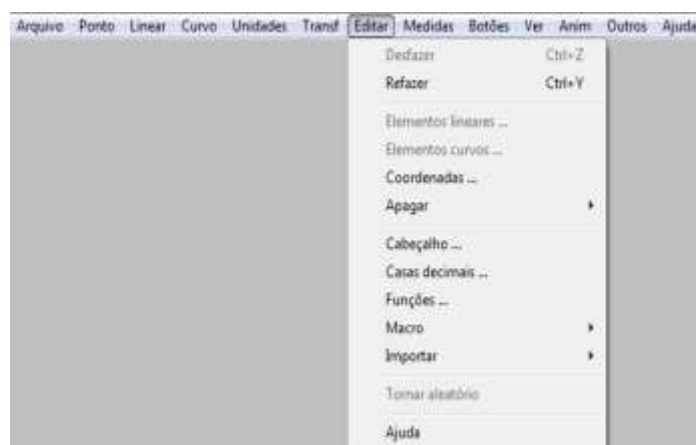 Arquivo Ponto Linear Curvo Unidades Transf Editar Medidas Botões Ver Anim Outros Ajuda
Desfazer Ctrl+Z
Refazer Ctrl+Y
Elementos lineares ...
Elementos curvos ...
Coordenadas ...
Apagar
Cabeçalho ...
Casas decimais ...
Funções ...
Macro
Importar
Tornar aleatório
Ajuda